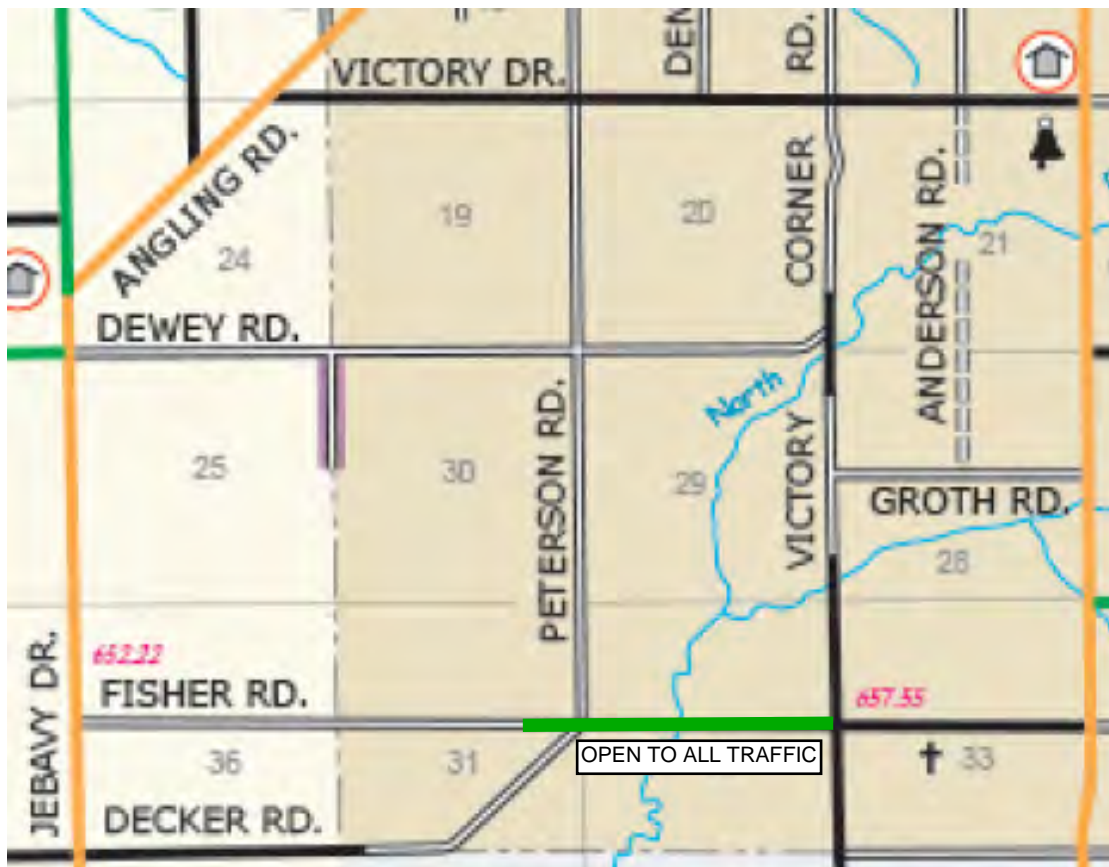 DEN
RD.
VICTORY DR.
ANGLING RD.
19
20
CORNER
ANDERSON RD.
21
24
DEWEY RD.
North
25
30
PETERSON RD.
29
VICTORY
GROTH RD.
28
JEBAVY DR.
652.22
FISHER RD.
657.55
OPEN TO ALL TRAFFIC
36
31
33
DECKER RD.